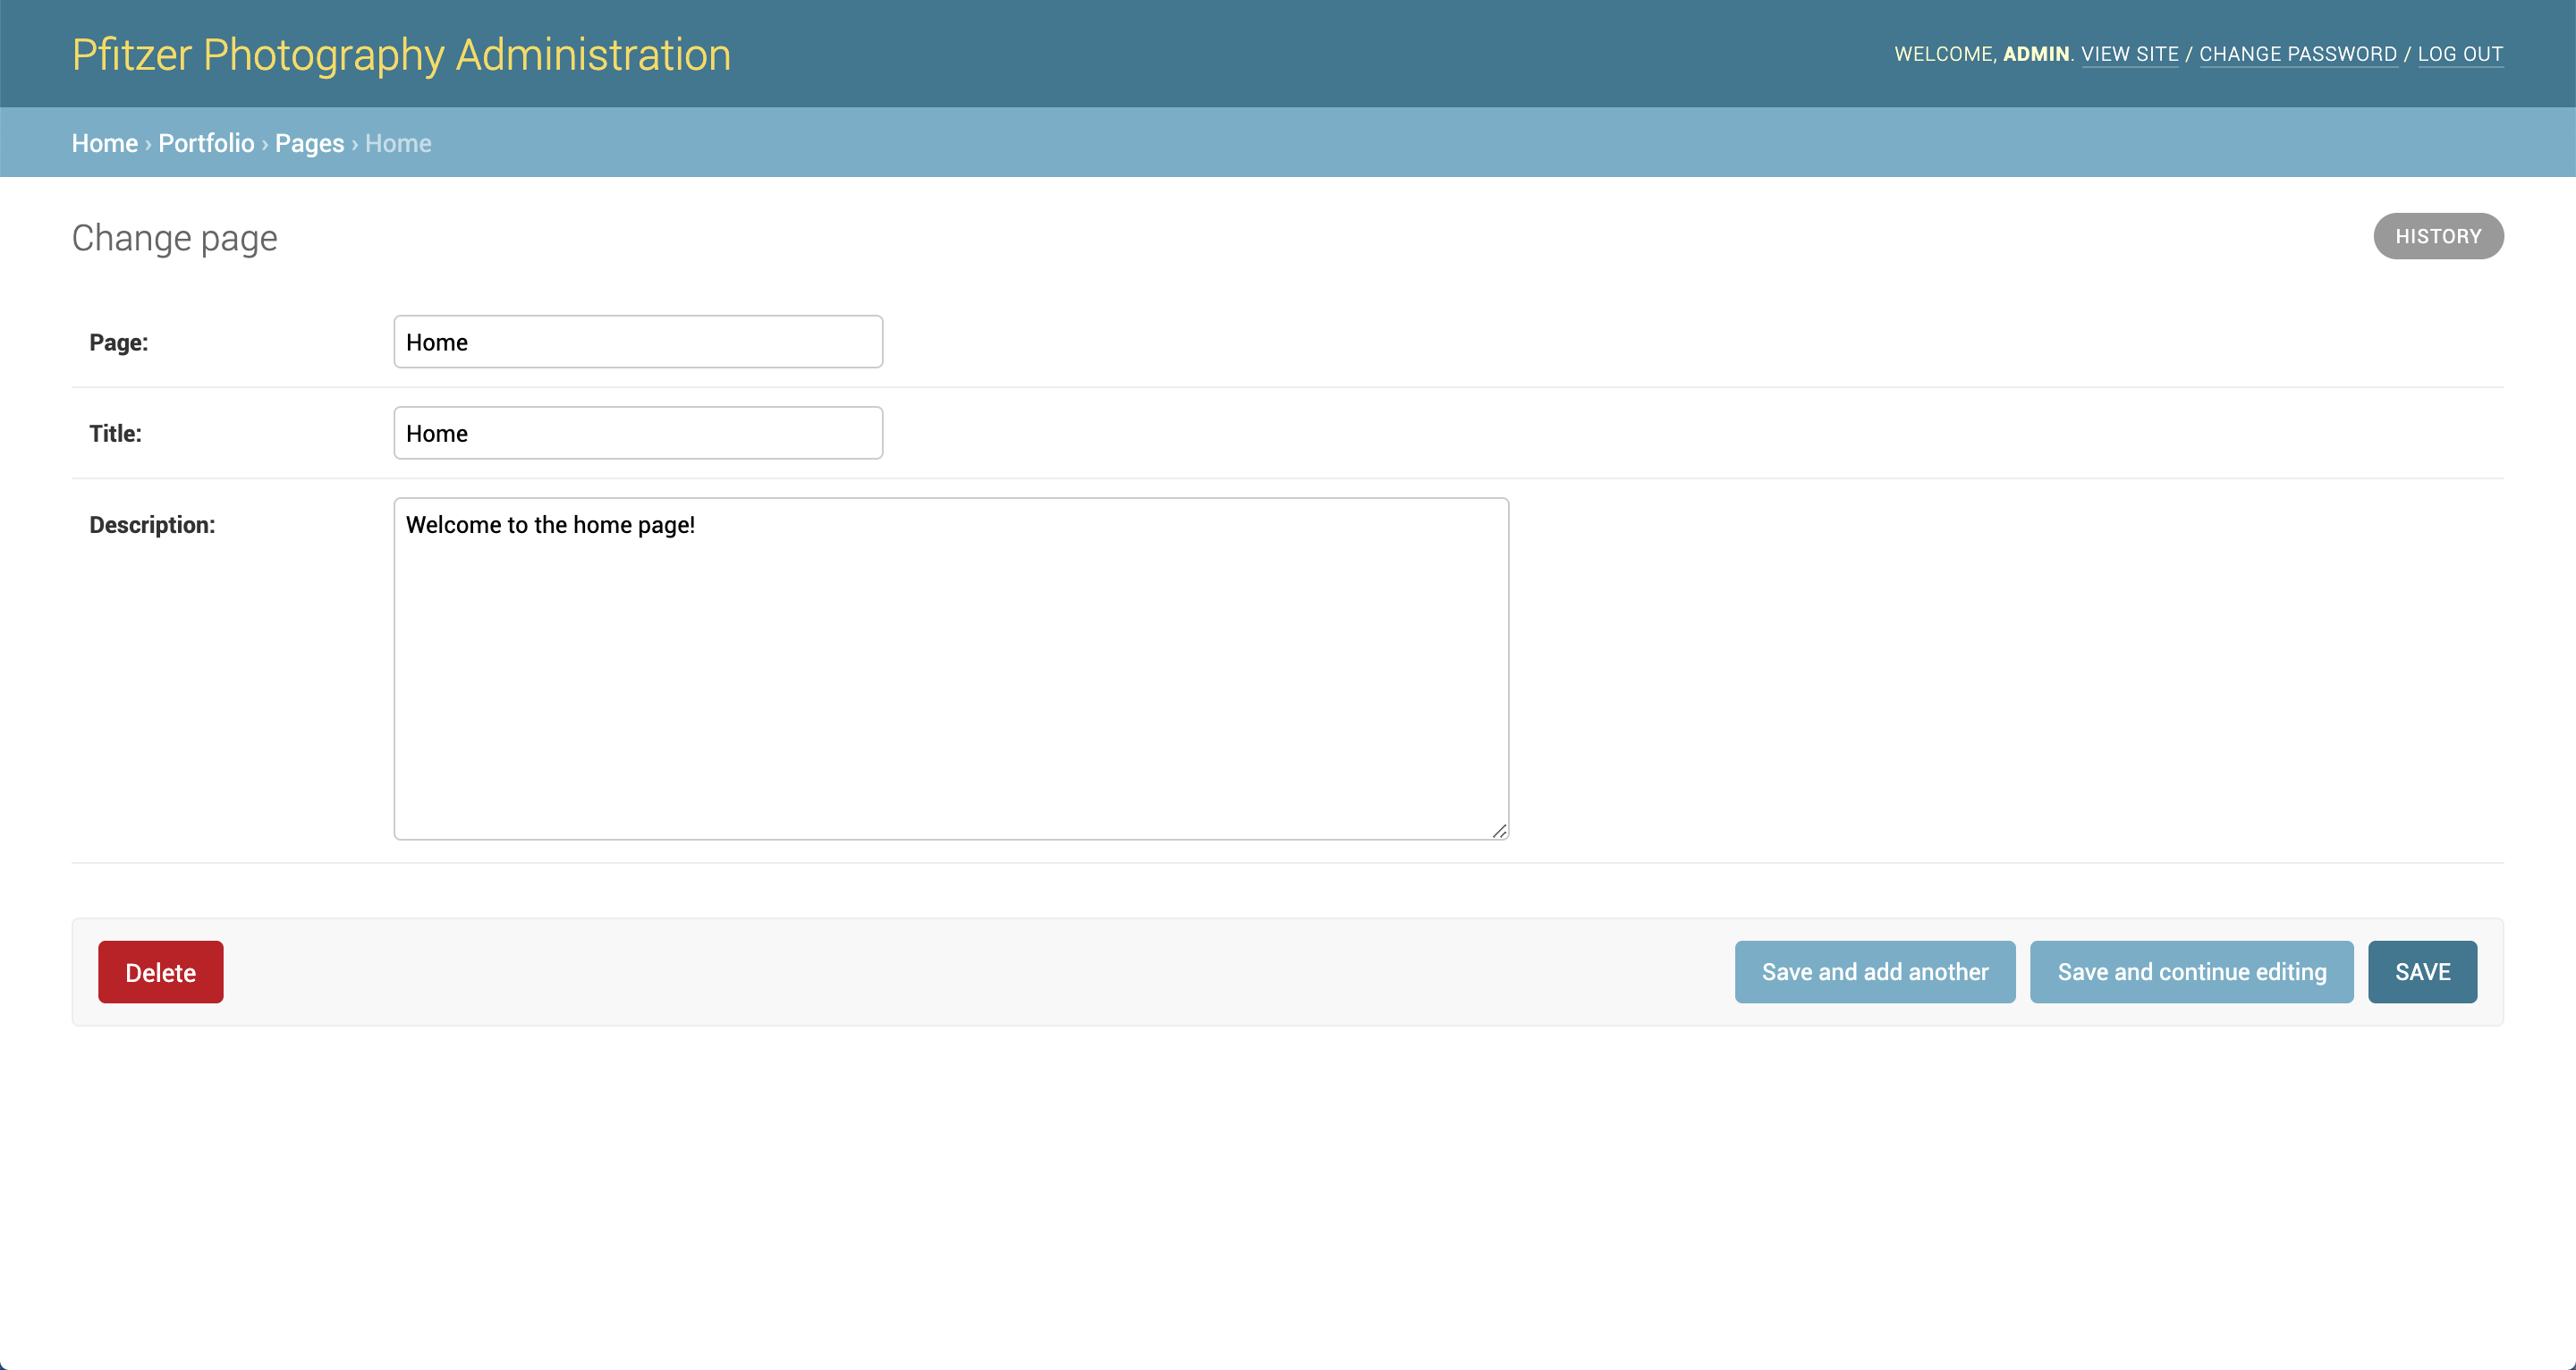 Pfitzer Photography Administration
WELCOME, ADMIN. VIEW SITE / CHANGE PASSWORD / LOG OUT
Home › Portfolio › Pages › Home
Change page
HISTORY
Page:
Home
Title:
Home
Description:
Welcome to the home page!
Delete
Save and add another
Save and continue editing
SAVE